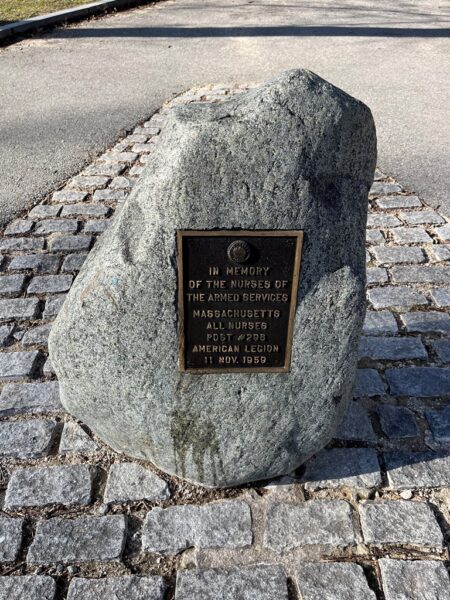 IN MEMORY
OF THE NURSES OF
THE ARMED SERVICES
MASSACHUSETTS
ALL NURSES
POST #298
AMERICAN LEGION
11 NOV. 1959